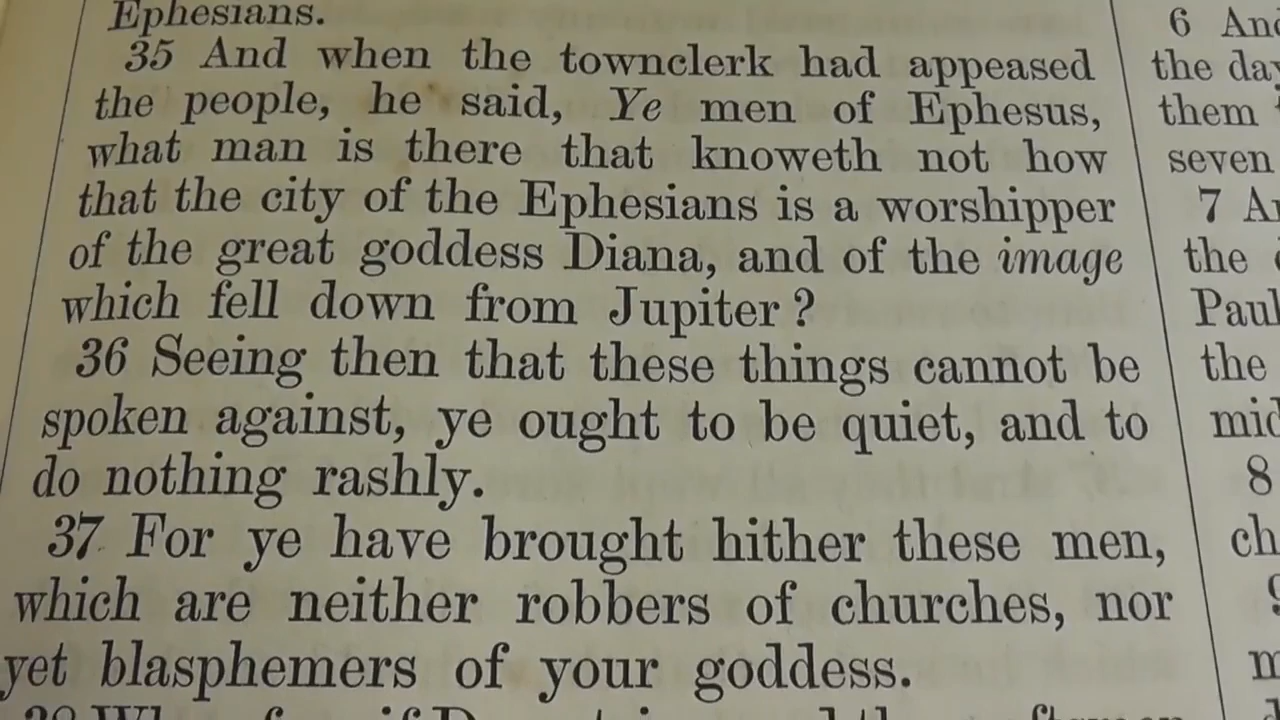 Ephesians.
35 And when the townclerk had appeased
the people, he said, Ye men of Ephesus,
what man is there that knoweth not how
that the city of the Ephesians is a worshipper
of the great goddess Diana, and of the image
which fell down from Jupiter?
36 Seeing then that these things cannot be
spoken against, ye ought to be quiet, and to
do nothing rashly.
37 For ye have brought hither these men,
which are neither robbers of churches, nor
yet blasphemers of your goddess.
6 And
the
them
seven
7
the
Paul
the
8